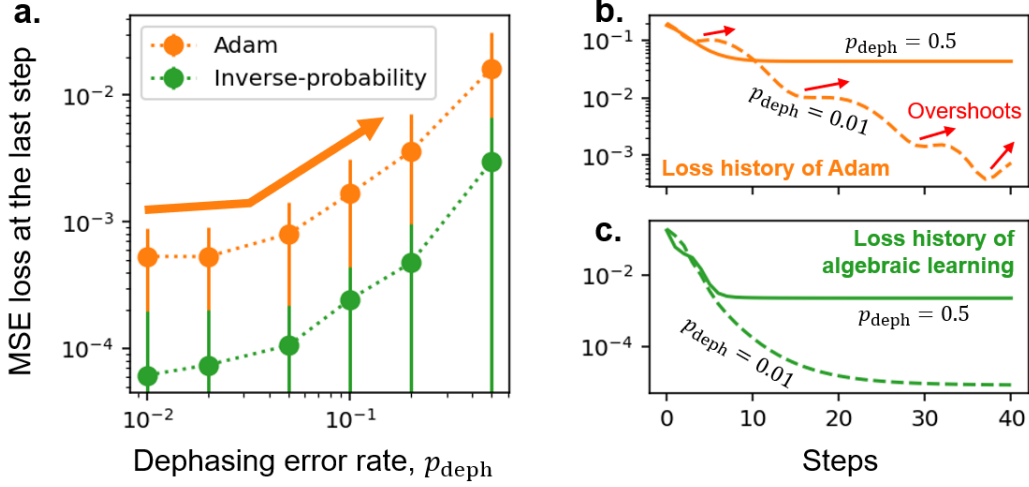 a.
MSE loss at the last step
10⁻²
10⁻³
10⁻⁴
Adam
Inverse-probability
10⁻²
10⁻¹
Dephasing error rate, p_deph
b.
10⁻¹
10⁻²
10⁻³
p_deph = 0.5
p_deph = 0.01
Overshoots
Loss history of Adam
c.
10⁻²
10⁻⁴
Loss history of
algebraic learning
p_deph = 0.5
p_deph = 0.01
0
10
20
30
40
Steps